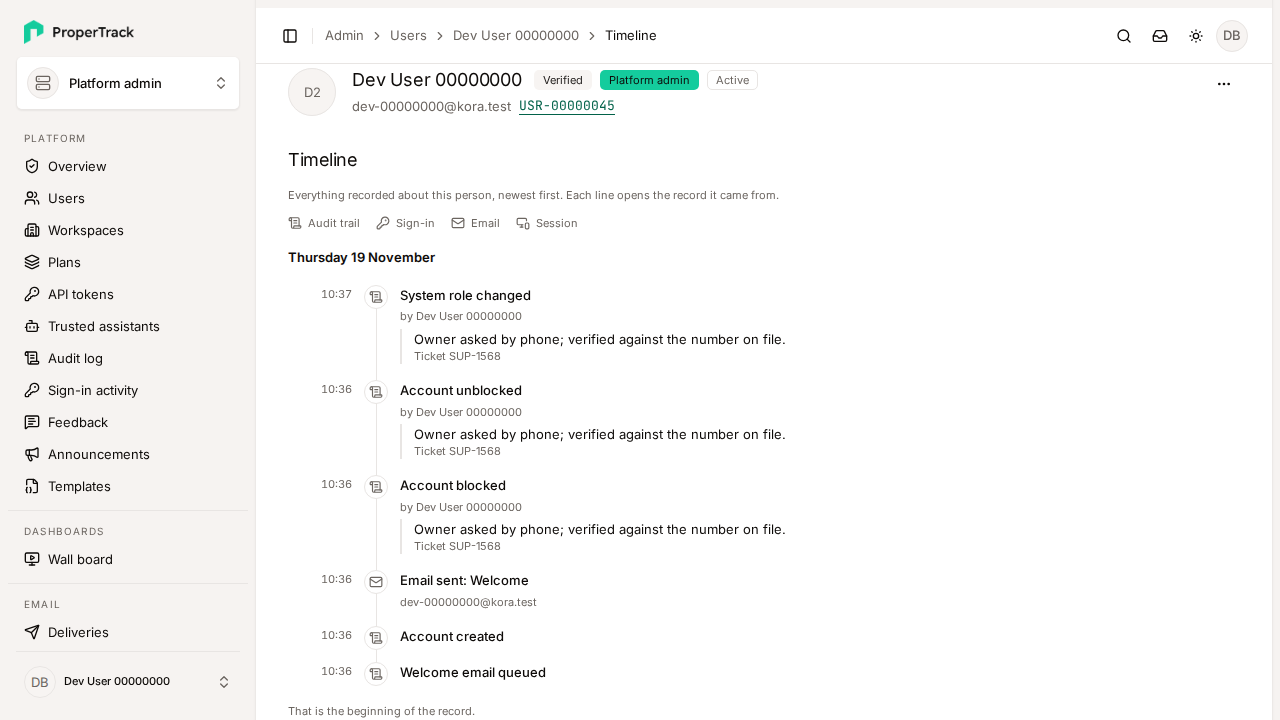 ProperTrack
Platform admin
PLATFORM
Overview
Users
Workspaces
Plans
API tokens
Trusted assistants
Audit log
Sign-in activity
Feedback
Announcements
Templates
DASHBOARDS
Wall board
EMAIL
Deliveries
DB Dev User 00000000
Admin > Users > Dev User 00000000 > Timeline
DB
D2
Dev User 00000000 Verified Platform admin Active
dev-00000000@kora.test USR-00000045
Timeline
Everything recorded about this person, newest first. Each line opens the record it came from.
Audit trail Sign-in Email Session
Thursday 19 November
10:37 System role changed
by Dev User 00000000
Owner asked by phone; verified against the number on file.
Ticket SUP-1568
10:36 Account unblocked
by Dev User 00000000
Owner asked by phone; verified against the number on file.
Ticket SUP-1568
10:36 Account blocked
by Dev User 00000000
Owner asked by phone; verified against the number on file.
Ticket SUP-1568
10:36 Email sent: Welcome
dev-00000000@kora.test
10:36 Account created
10:36 Welcome email queued
That is the beginning of the record.